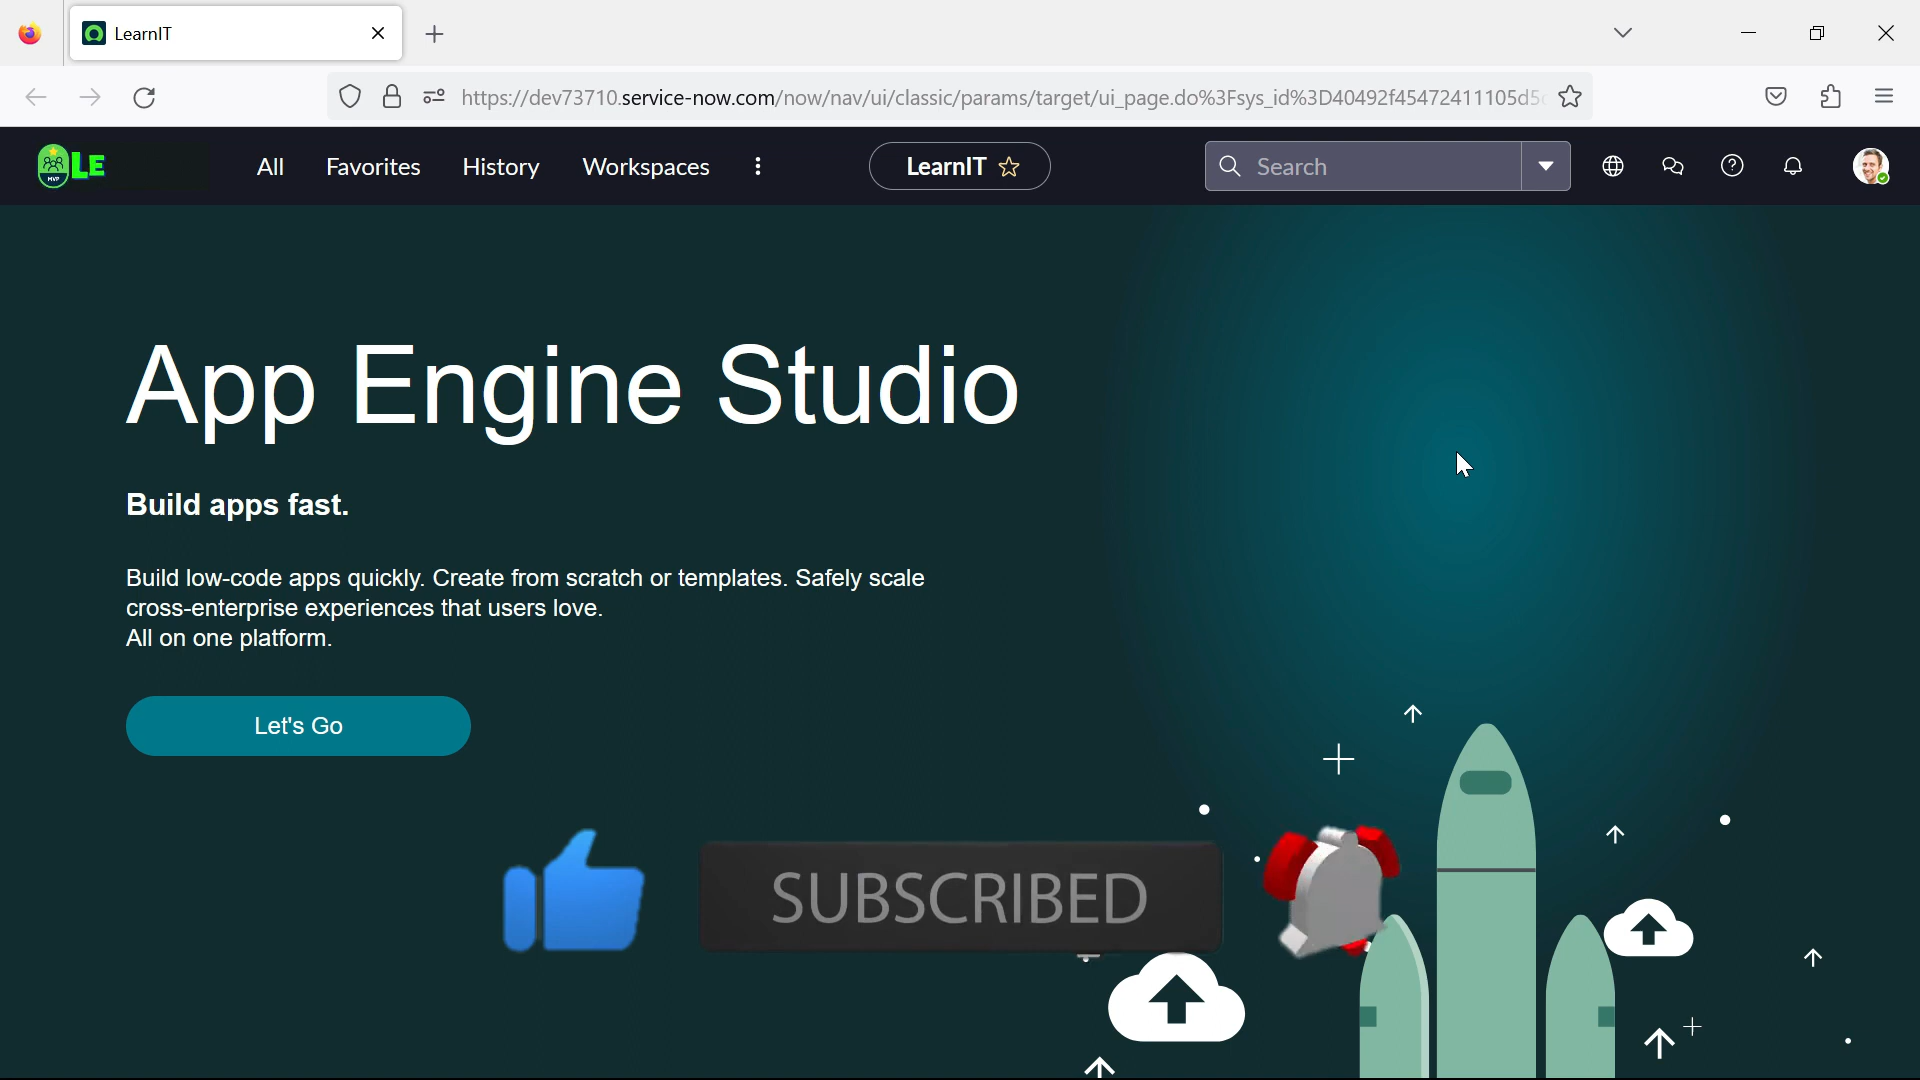 LearnIT
https://dev73710.service-now.com/now/nav/ui/classic/params/target/ui_page.do%3Fsys_id%3D40492f45472411105d5
MVP
LE
All
Favorites
History
Workspaces
LearnIT
Search
App Engine Studio
Build apps fast.
Build low-code apps quickly. Create from scratch or templates. Safely scale
cross-enterprise experiences that users love.
All on one platform.
Let's Go
SUBSCRIBED